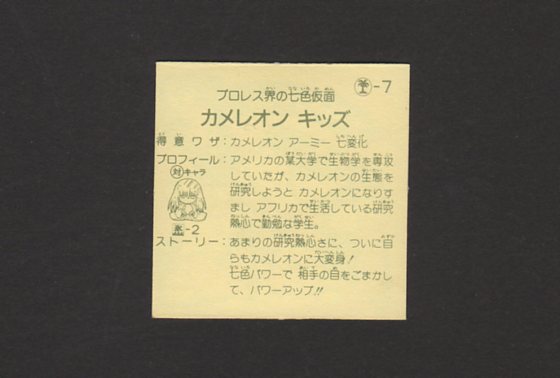 -7
プロレス界の七色仮面
カメレオン キッズ
得意ワザ:カメレオン アーミー 七変化
プロフィール:アメリカの某大学で生物学を専攻
していたが、カメレオンの生態を
研究しようと カメレオンになりす
まし アフリカで生活している研究
熱心で勤勉な学生。
対キャラ
-2
ストーリー:あまりの研究熱心さに、ついに自
らもカメレオンに大変身!
七色パワーで 相手の目をごまかし
て、パワーアップ!!